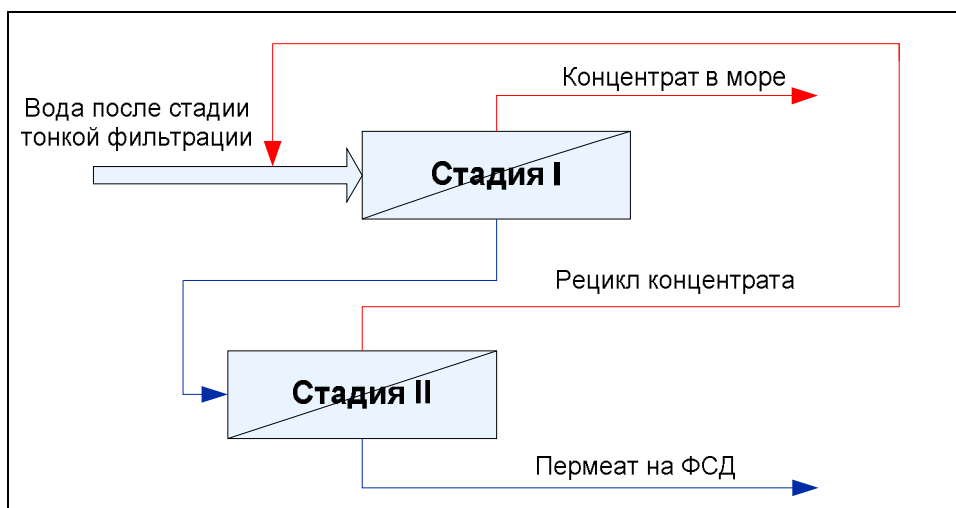 Концентрат в море
Вода после стадии
тонкой фильтрации
Стадия I
Рецикл концентрата
Стадия II
Пермеат на ФСД